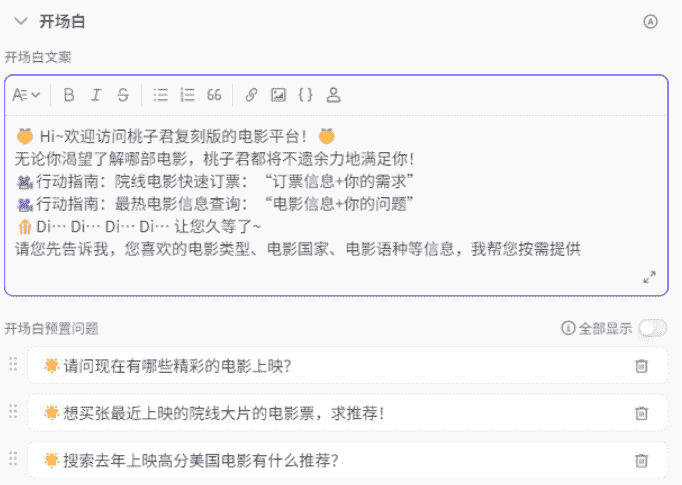 开场白
开场白文案
🍑 Hi~欢迎访问桃子君复刻版的电影平台！🍑
无论你渴望了解哪部电影，桃子君都将不遗余力地满足你！
行动指南：院线电影快速订票：“订票信息+你的需求”
行动指南：最热电影信息查询：“电影信息+你的问题”
Di… Di… Di… Di… 让您久等了~
请您先告诉我，您喜欢的电影类型、电影国家、电影语种等信息，我帮您按需提供
开场白预置问题 全部显示
请问现在有哪些精彩的电影上映？
想买张最近上映的院线大片的电影票，求推荐！
搜索去年上映高分美国电影有什么推荐？